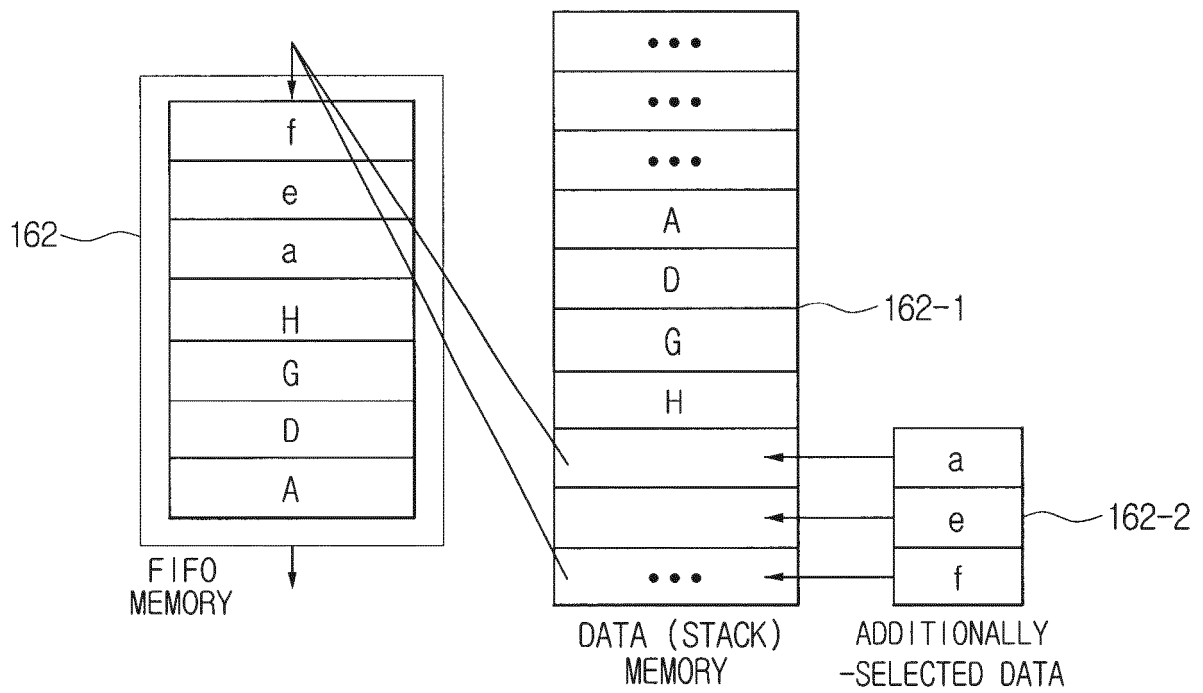 162
f
e
a
H
G
D
A
FIFO
MEMORY
•••
•••
•••
A
D
G
H
•••
162-1
DATA (STACK)
MEMORY
a
e
f
162-2
ADDITIONALLY
-SELECTED DATA